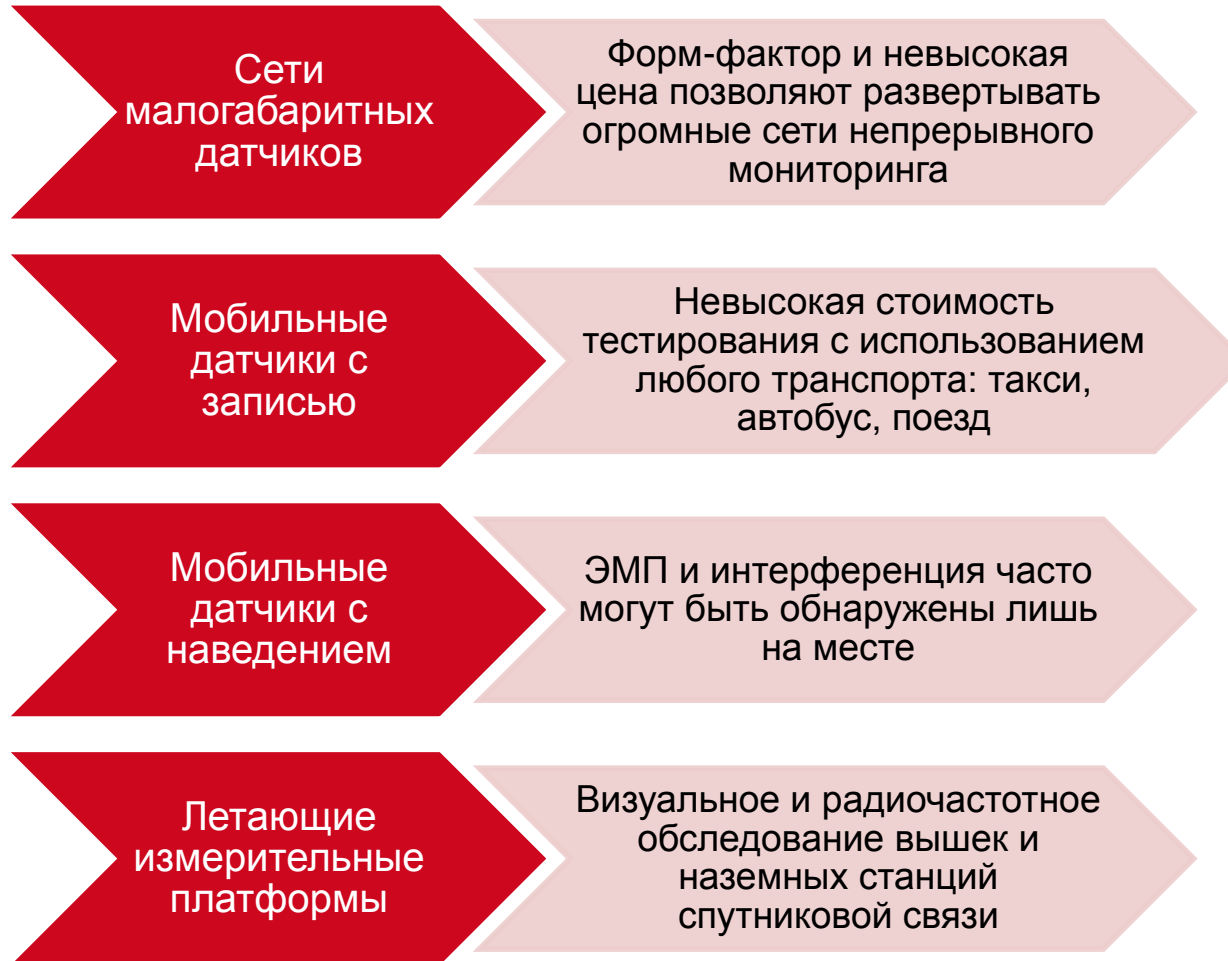 Сети
малогабаритных
датчиков
Форм-фактор и невысокая
цена позволяют развертывать
огромные сети непрерывного
мониторинга
Мобильные
датчики с
записью
Невысокая стоимость
тестирования с использованием
любого транспорта: такси,
автобус, поезд
Мобильные
датчики с
наведением
ЭМП и интерференция часто
могут быть обнаружены лишь
на месте
Летающие
измерительные
платформы
Визуальное и радиочастотное
обследование вышек и
наземных станций
спутниковой связи